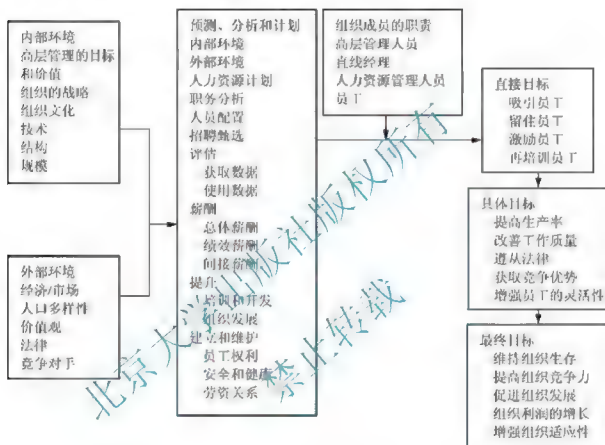 内部环境
高层管理的目标
和价值
组织的战略
组织文化
技术
结构
规模
外部环境
经济/市场
人口多样性
价值观
法律
竞争对手
预测、分析和计划
内部环境
外部环境
人力资源计划
职务分析
人员配置
招聘甄选
评估
获取数据
使用数据
薪酬
总体薪酬
绩效薪酬
间接薪酬
提升
培训和开发
组织发展
建立和维护
员工权利
安全和健康
劳资关系
组织成员的职责
高层管理人员
直线经理
人力资源管理人员
员工
直接目标
吸引员工
留住员工
激励员工
再培训员工
具体目标
提高生产率
改善工作质量
遵从法律
获取竞争优势
增强员工的灵活性
最终目标
维持组织生存
提高组织竞争力
促进组织发展
组织利润的增长
增强组织适应性
北京大学出版社版权所有
禁止转载